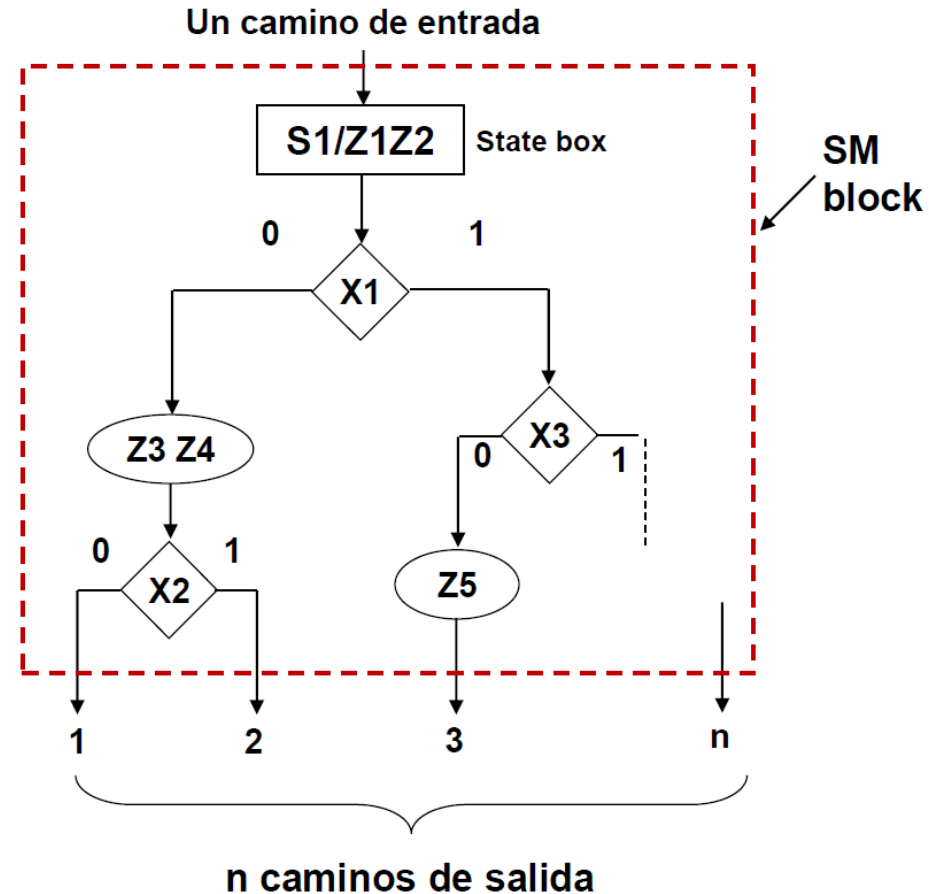 Un camino de entrada
S1/Z1Z2
State box
SM
block
0
1
X1
X3
Z3 Z4
0
1
0
1
X2
Z5
1
2
3
n
n caminos de salida